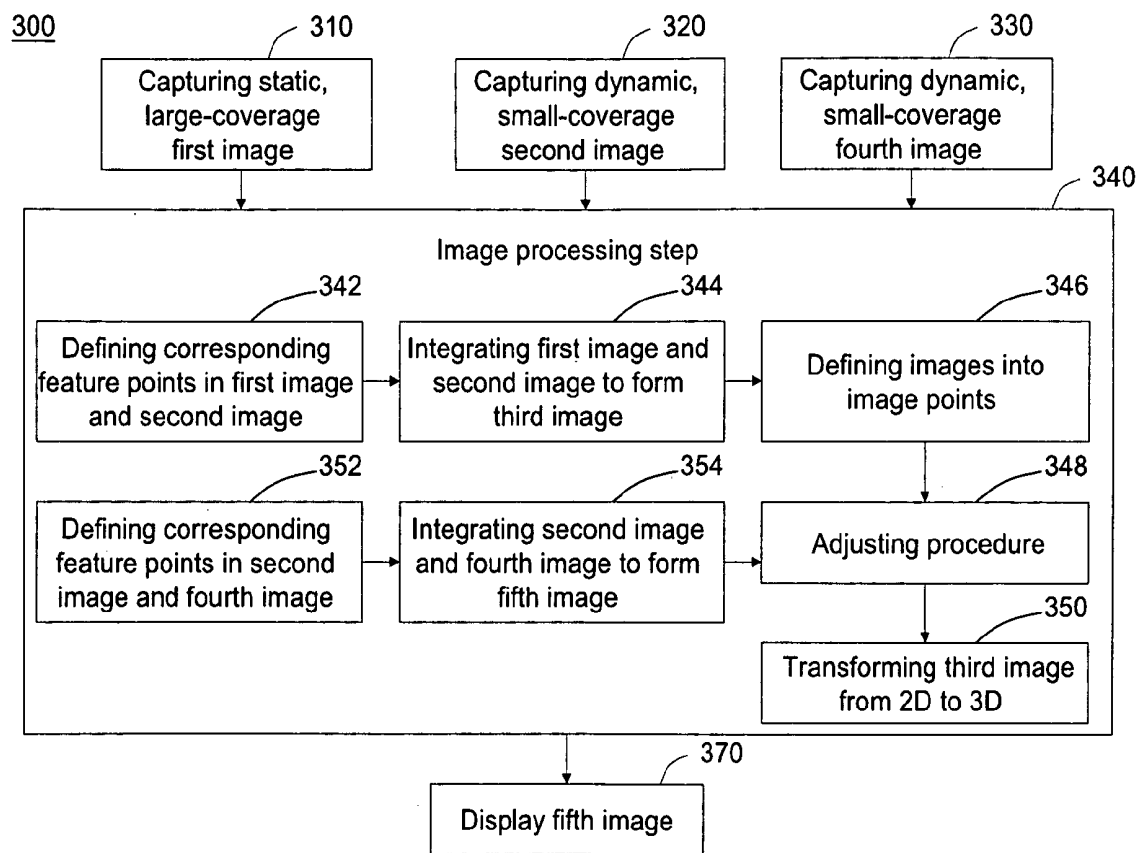 300
310
Capturing static,
large-coverage
first image
320
Capturing dynamic,
small-coverage
second image
330
Capturing dynamic,
small-coverage
fourth image
340
Image processing step
342
Defining corresponding
feature points in first image
and second image
344
Integrating first image and
second image to form
third image
346
Defining images into
image points
352
Defining corresponding
feature points in second
image and fourth image
354
Integrating second image
and fourth image to form
fifth image
348
Adjusting procedure
350
Transforming third image
from 2D to 3D
370
Display fifth image